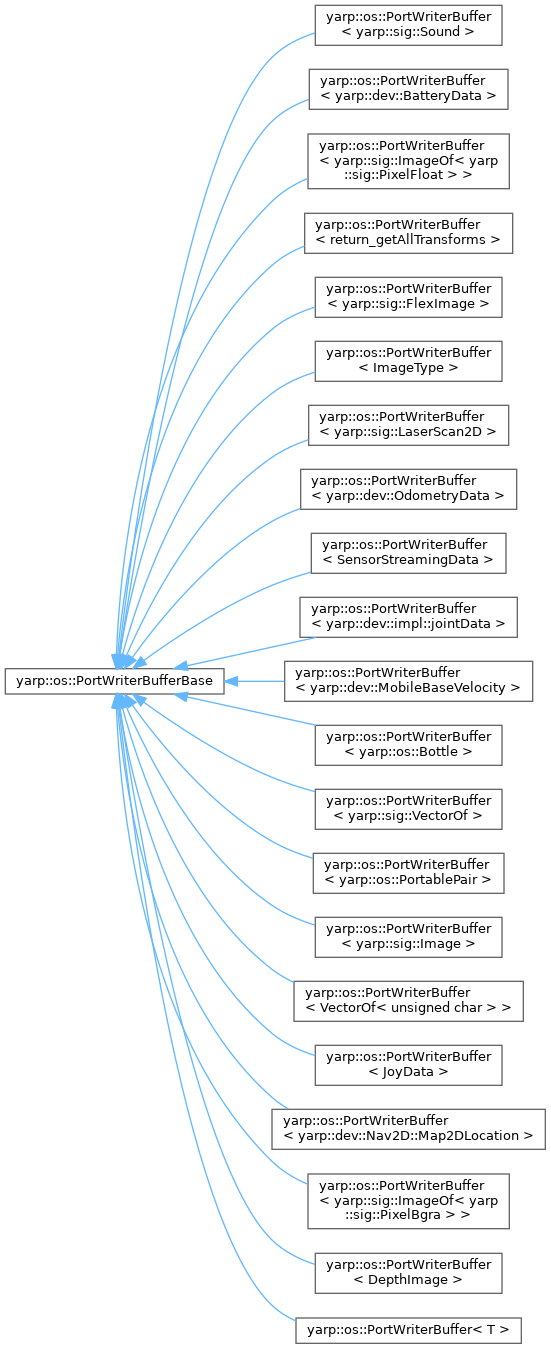 yarp::os::PortWriterBuffer
< yarp::sig::Sound >
yarp::os::PortWriterBuffer
< yarp::dev::BatteryData >
yarp::os::PortWriterBuffer
< yarp::sig::ImageOf< yarp
::sig::PixelFloat > >
yarp::os::PortWriterBuffer
< return_getAllTransforms >
yarp::os::PortWriterBuffer
< yarp::sig::FlexImage >
yarp::os::PortWriterBuffer
< ImageType >
yarp::os::PortWriterBuffer
< yarp::sig::LaserScan2D >
yarp::os::PortWriterBuffer
< yarp::dev::OdometryData >
yarp::os::PortWriterBuffer
< SensorStreamingData >
yarp::os::PortWriterBuffer
< yarp::dev::impl::jointData >
yarp::os::PortWriterBufferBase
yarp::os::PortWriterBuffer
< yarp::dev::MobileBaseVelocity >
yarp::os::PortWriterBuffer
< yarp::os::Bottle >
yarp::os::PortWriterBuffer
< yarp::sig::VectorOf >
yarp::os::PortWriterBuffer
< yarp::os::PortablePair >
yarp::os::PortWriterBuffer
< yarp::sig::Image >
yarp::os::PortWriterBuffer
< VectorOf< unsigned char > >
yarp::os::PortWriterBuffer
< JoyData >
yarp::os::PortWriterBuffer
< yarp::dev::Nav2D::Map2DLocation >
yarp::os::PortWriterBuffer
< yarp::sig::ImageOf< yarp
::sig::PixelBgra > >
yarp::os::PortWriterBuffer
< DepthImage >
yarp::os::PortWriterBuffer< T >